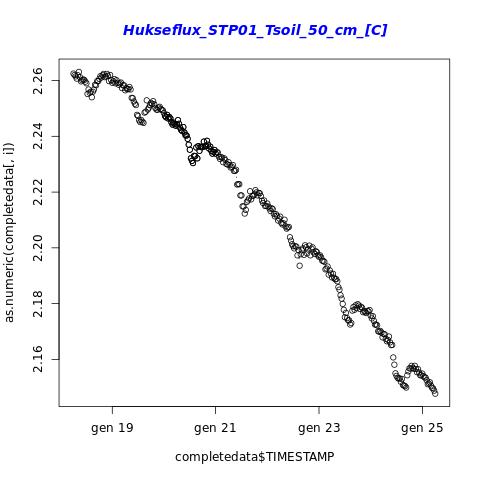 Hukseflux_STP01_Tsoil_50_cm_[C]
as.numeric(completedata[, i])
2.26
2.24
2.22
2.20
2.18
2.16
gen 19 gen 21 gen 23 gen 25
completedata$TIMESTAMP